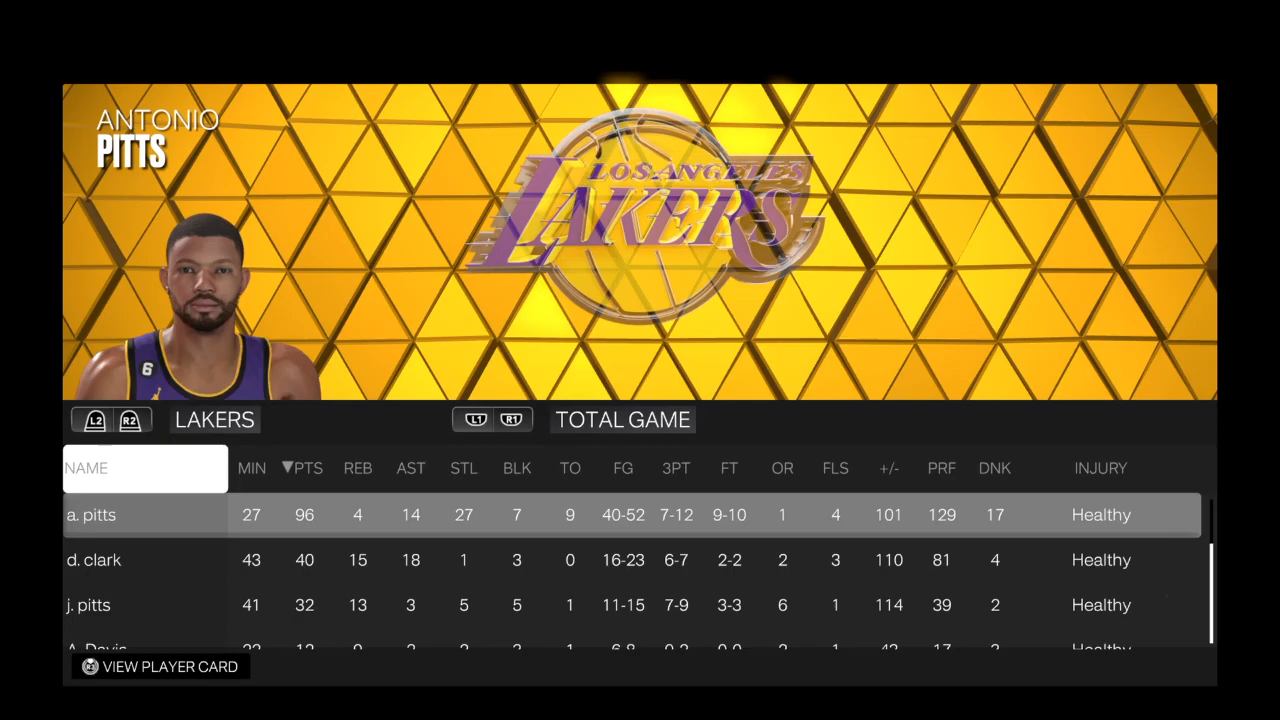 ANTONIO
PITTS
LOS ANGELES
LAKERS
6
L2 R2 LAKERS L1 R1 TOTAL GAME
NAME MIN ▼PTS REB AST STL BLK TO FG 3PT FT OR FLS +/- PRF DNK INJURY
a. pitts 27 96 4 14 27 7 9 40-52 7-12 9-10 1 4 101 129 17 Healthy
d. clark 43 40 15 18 1 3 0 16-23 6-7 2-2 2 3 110 81 4 Healthy
j. pitts 41 32 13 3 5 5 1 11-15 7-9 3-3 6 1 114 39 2 Healthy
A. Davis
R3 VIEW PLAYER CARD